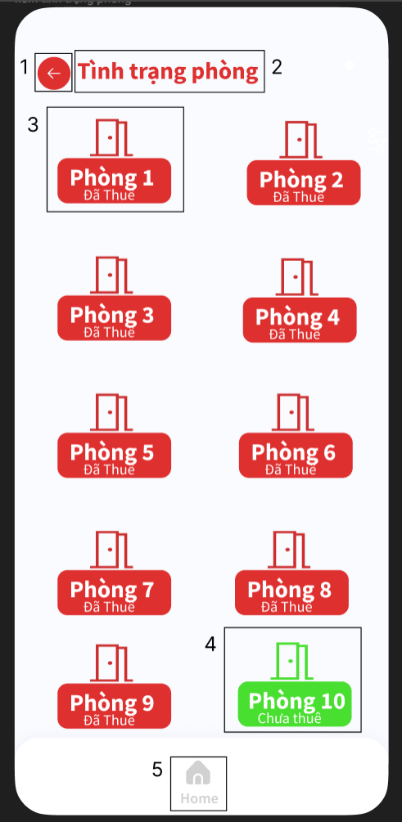 1
Tình trạng phòng
2
3
Phòng 1
Đã Thuê
Phòng 2
Đã Thuê
Phòng 3
Đã Thuê
Phòng 4
Đã Thuê
Phòng 5
Đã Thuê
Phòng 6
Đã Thuê
Phòng 7
Đã Thuê
Phòng 8
Đã Thuê
4
Phòng 9
Đã Thuê
Phòng 10
Chưa thuê
5
Home